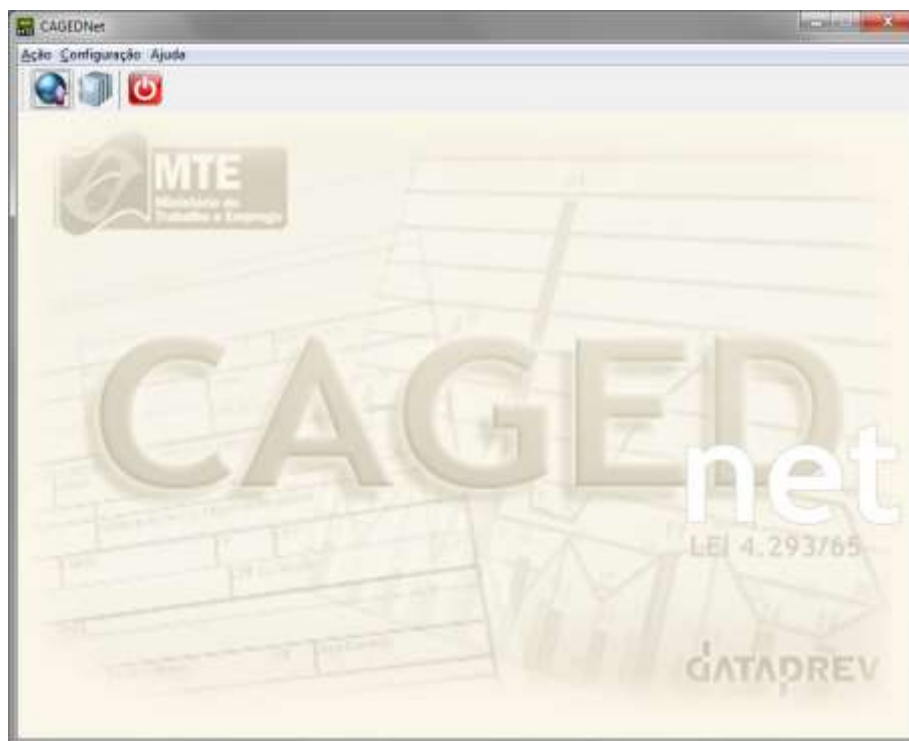 CAGEDNet
Ação Configuração Ajuda
MTE
Ministério do
Trabalho e Emprego
CAGED
net
LEI 4.293/65
DATAPREV